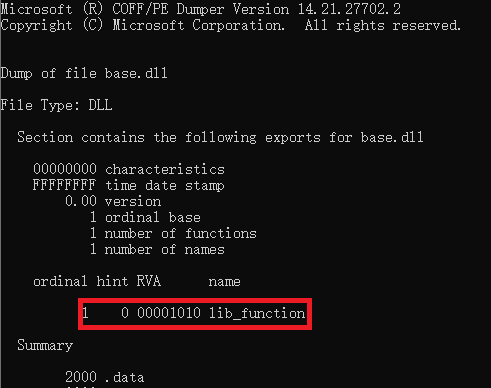 Microsoft (R) COFF/PE Dumper Version 14.21.27702.2
Copyright (C) Microsoft Corporation.  All rights reserved.
Dump of file base.dll
File Type: DLL
Section contains the following exports for base.dll
00000000 characteristics
FFFFFFFF time date stamp
0.00 version
1 ordinal base
1 number of functions
1 number of names
ordinal hint RVA      name
1    0 00001010 lib_function
Summary
2000 .data